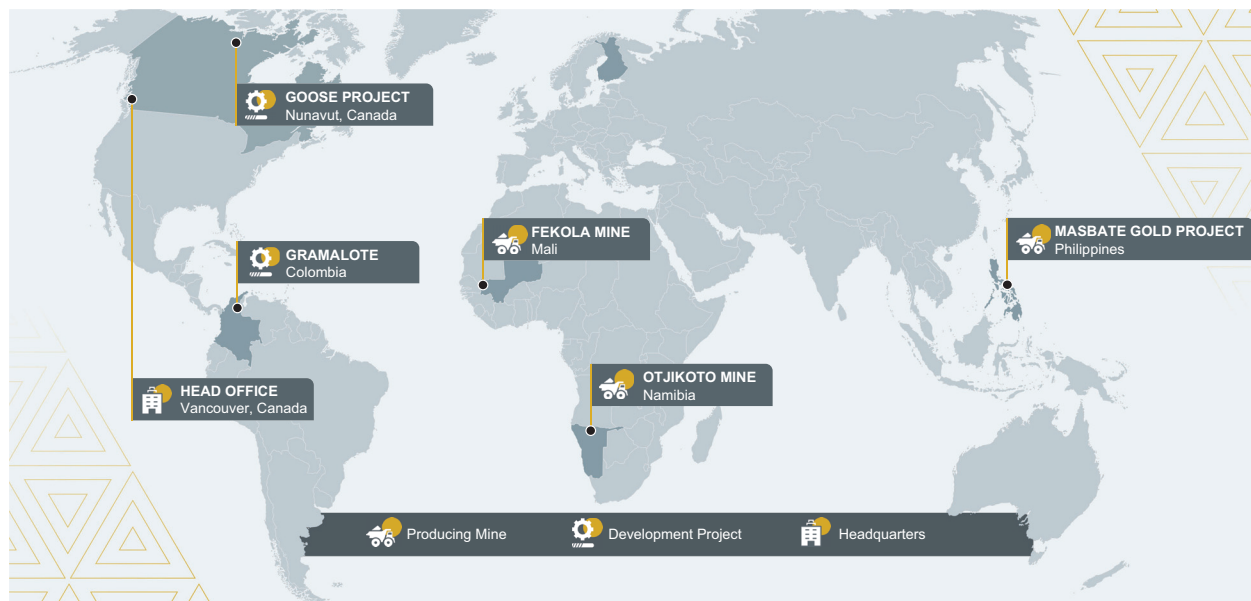 GOOSE PROJECT
Nunavut, Canada
FEKOLA MINE
Mali
MASBATE GOLD PROJECT
Philippines
GRAMALOTE
Colombia
OTJIKOTO MINE
Namibia
HEAD OFFICE
Vancouver, Canada
Producing Mine
Development Project
Headquarters